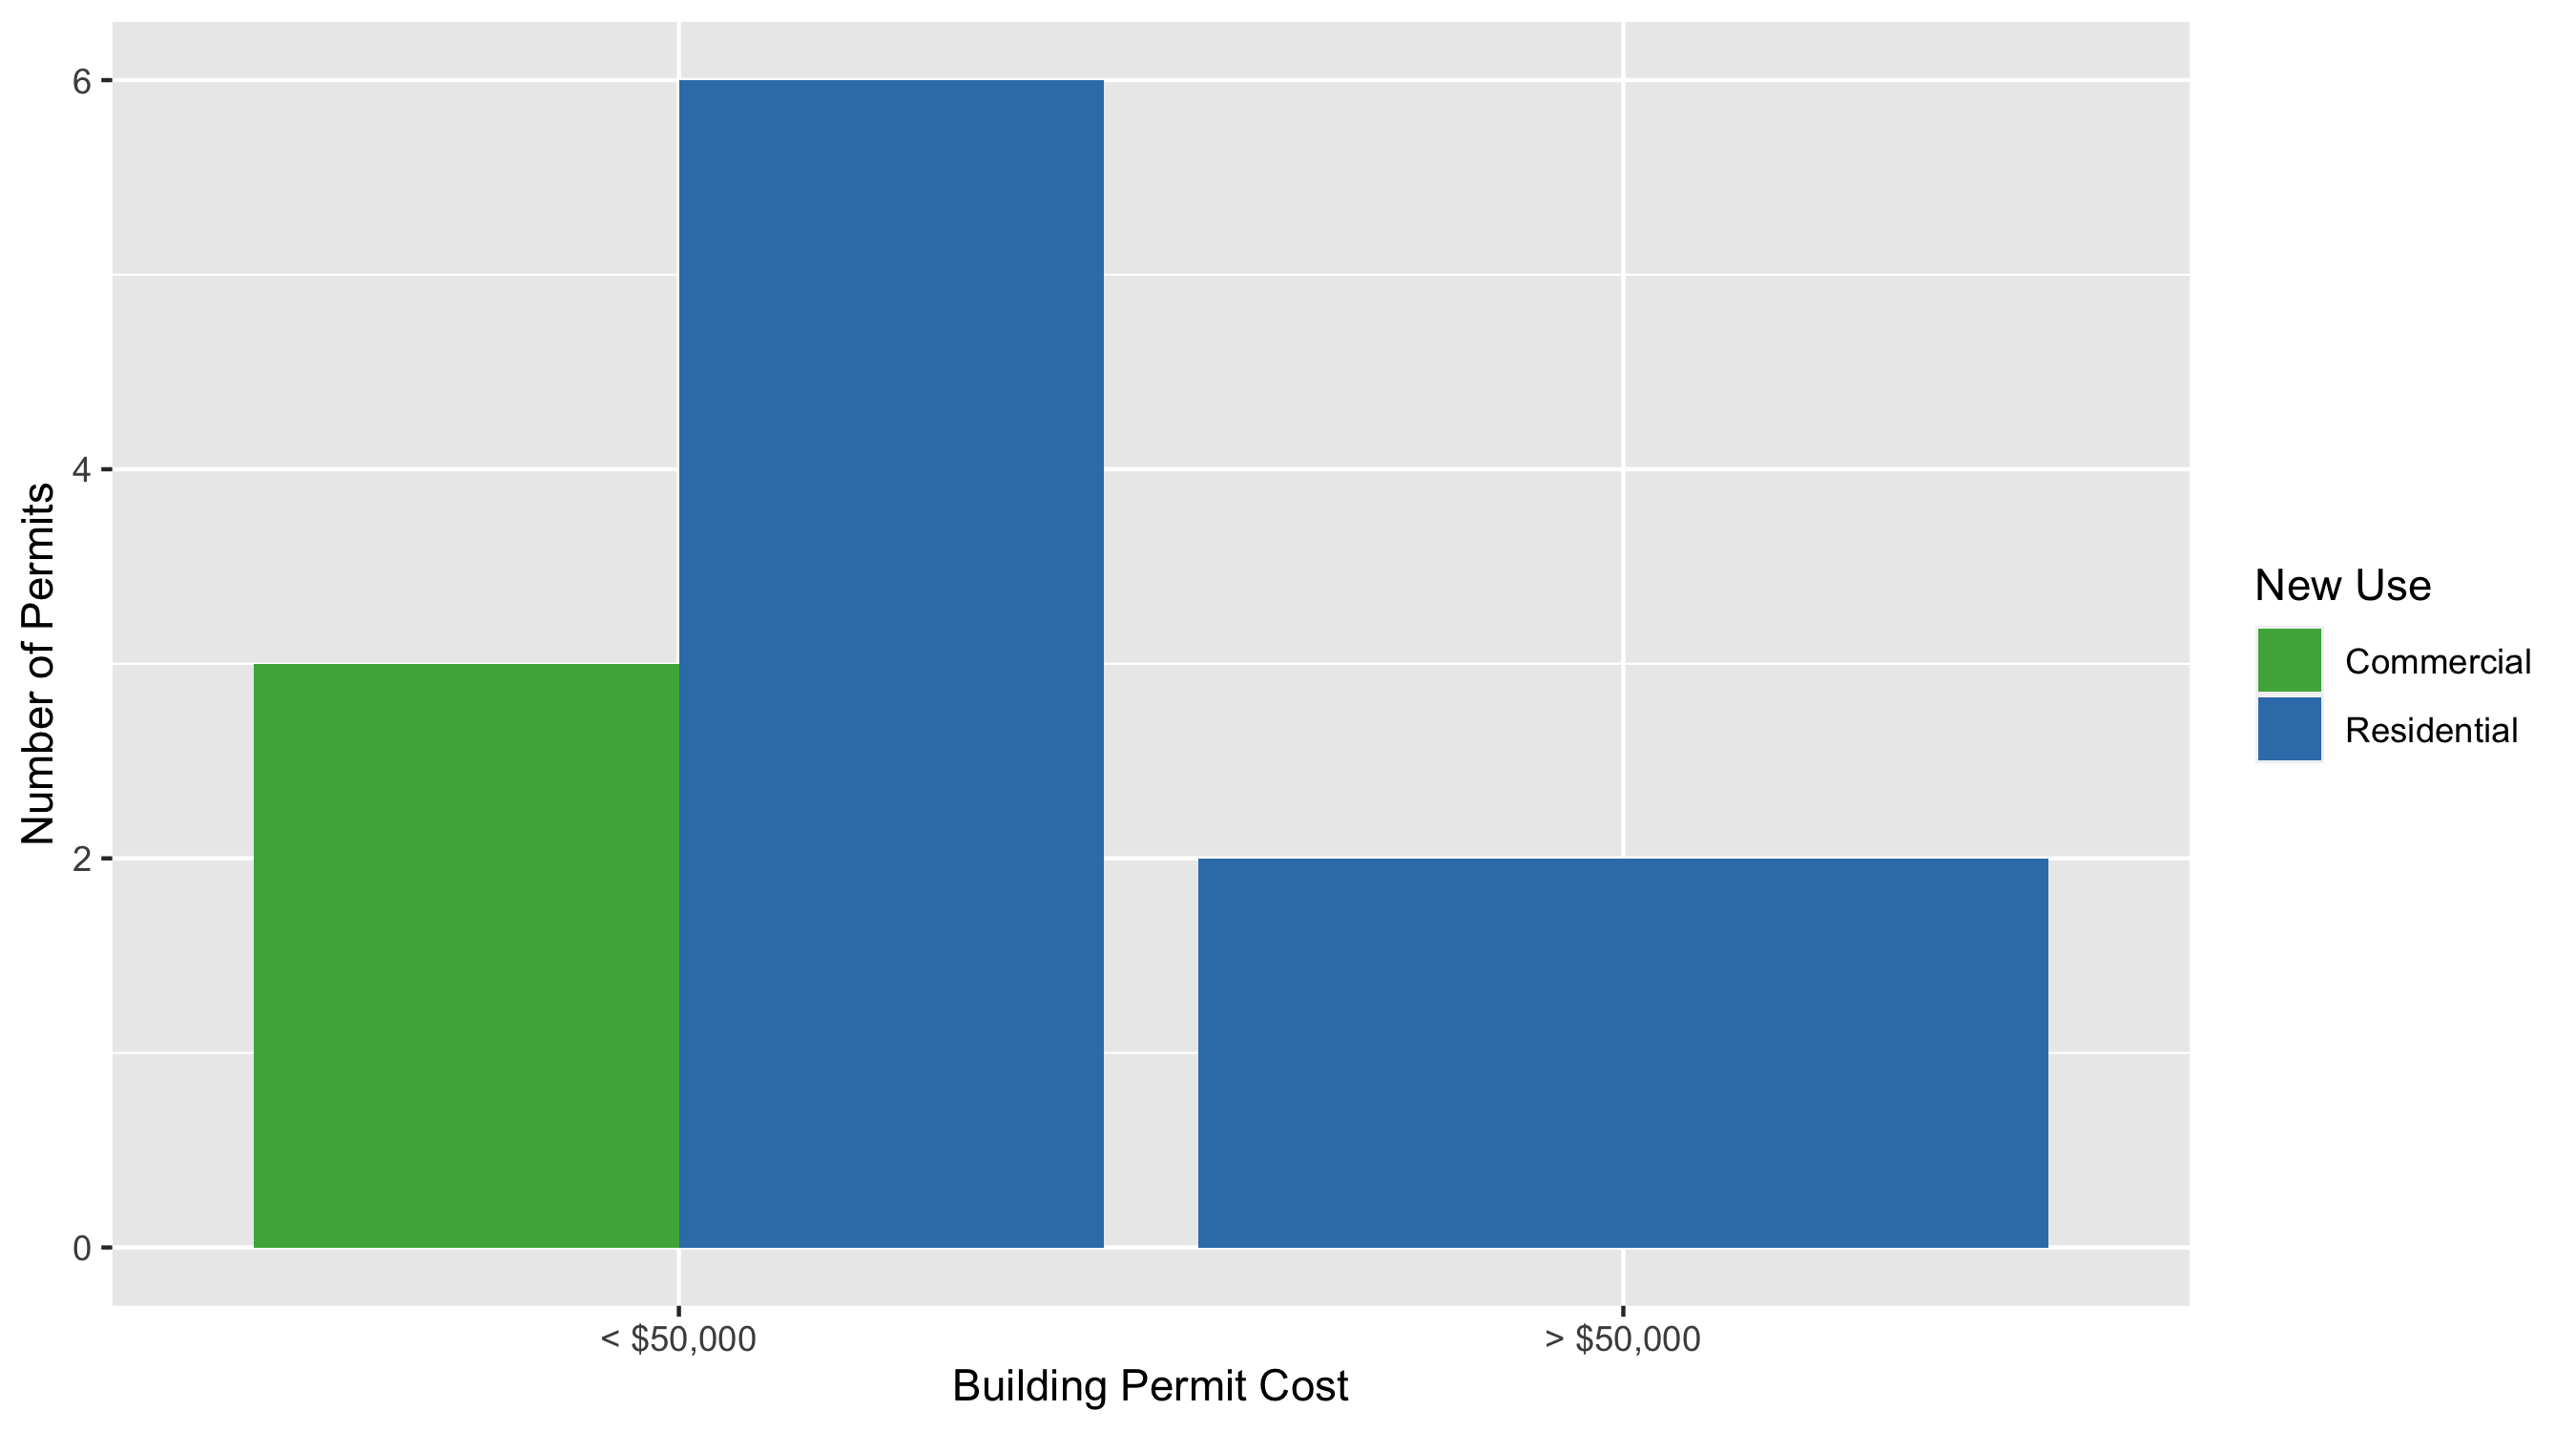 6
4
2
0
Number of Permits
< $50,000
> $50,000
Building Permit Cost
New Use
Commercial
Residential